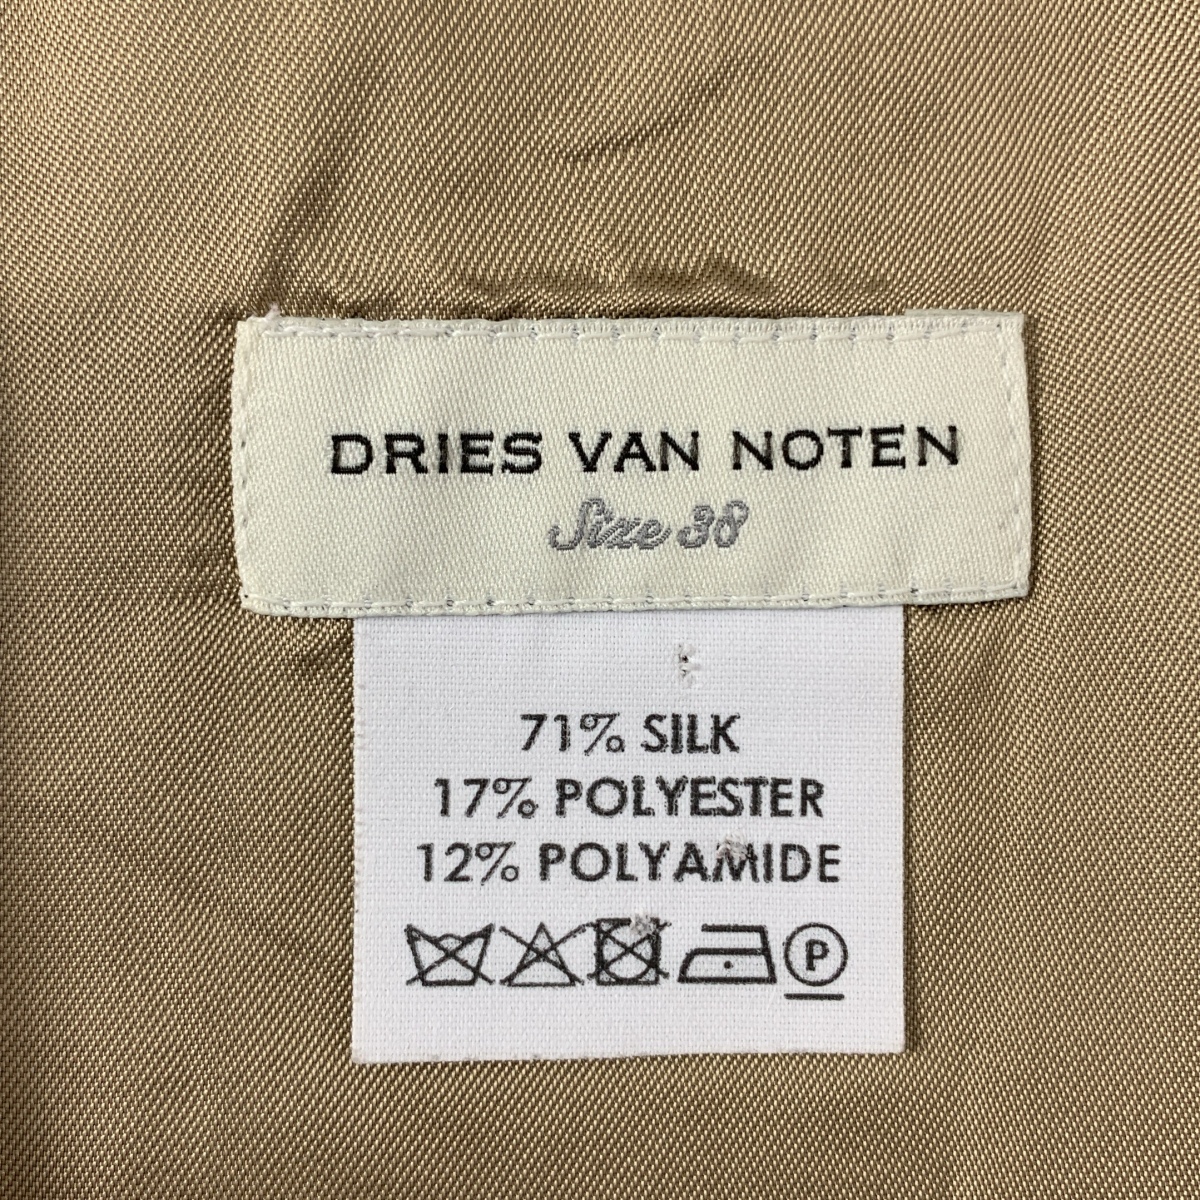 DRIES VAN NOTEN
Size 38
71% SILK
17% POLYESTER
12% POLYAMIDE
P